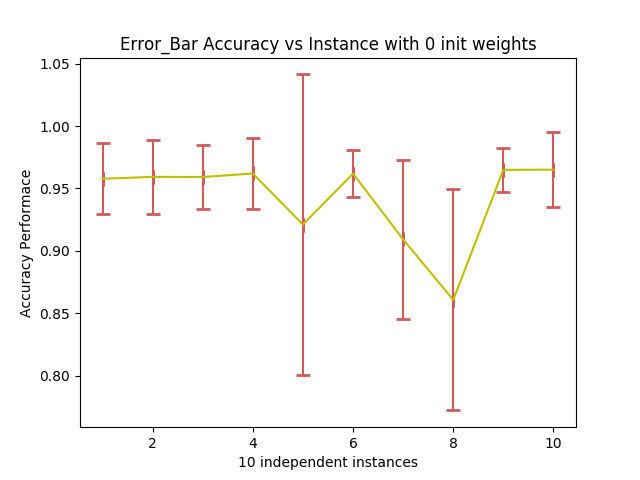 Error_Bar Accuracy vs Instance with 0 init weights
1.05
1.00
0.95
0.90
0.85
0.80
Accuracy Performace
2 4 6 8 10
10 independent instances